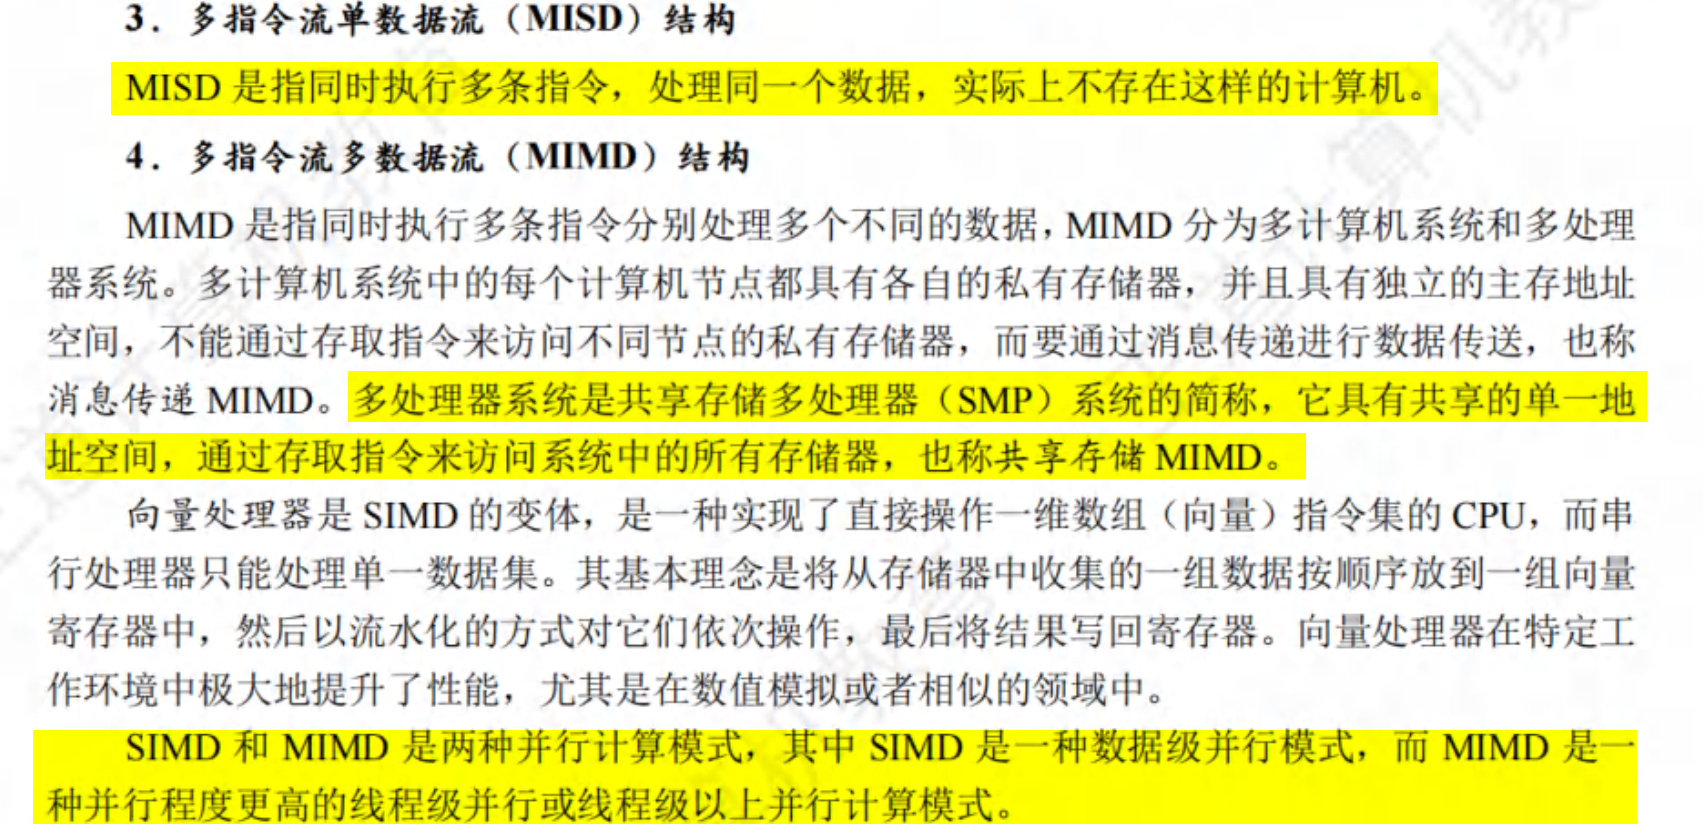 3．多指令流单数据流（MISD）结构
MISD 是指同时执行多条指令，处理同一个数据，实际上不存在这样的计算机。
4．多指令流多数据流（MIMD）结构
MIMD 是指同时执行多条指令分别处理多个不同的数据，MIMD 分为多计算机系统和多处理
器系统。多计算机系统中的每个计算机节点都具有各自的私有存储器，并且具有独立的主存地址
空间，不能通过存取指令来访问不同节点的私有存储器，而要通过消息传递进行数据传送，也称
消息传递 MIMD。多处理器系统是共享存储多处理器（SMP）系统的简称，它具有共享的单一地
址空间，通过存取指令来访问系统中的所有存储器，也称共享存储 MIMD。
向量处理器是 SIMD 的变体，是一种实现了直接操作一维数组（向量）指令集的 CPU，而串
行处理器只能处理单一数据集。其基本理念是将从存储器中收集的一组数据按顺序放到一组向量
寄存器中，然后以流水化的方式对它们依次操作，最后将结果写回寄存器。向量处理器在特定工
作环境中极大地提升了性能，尤其是在数值模拟或者相似的领域中。
SIMD 和 MIMD 是两种并行计算模式，其中 SIMD 是一种数据级并行模式，而 MIMD 是一
种并行程度更高的线程级并行或线程级以上并行计算模式。